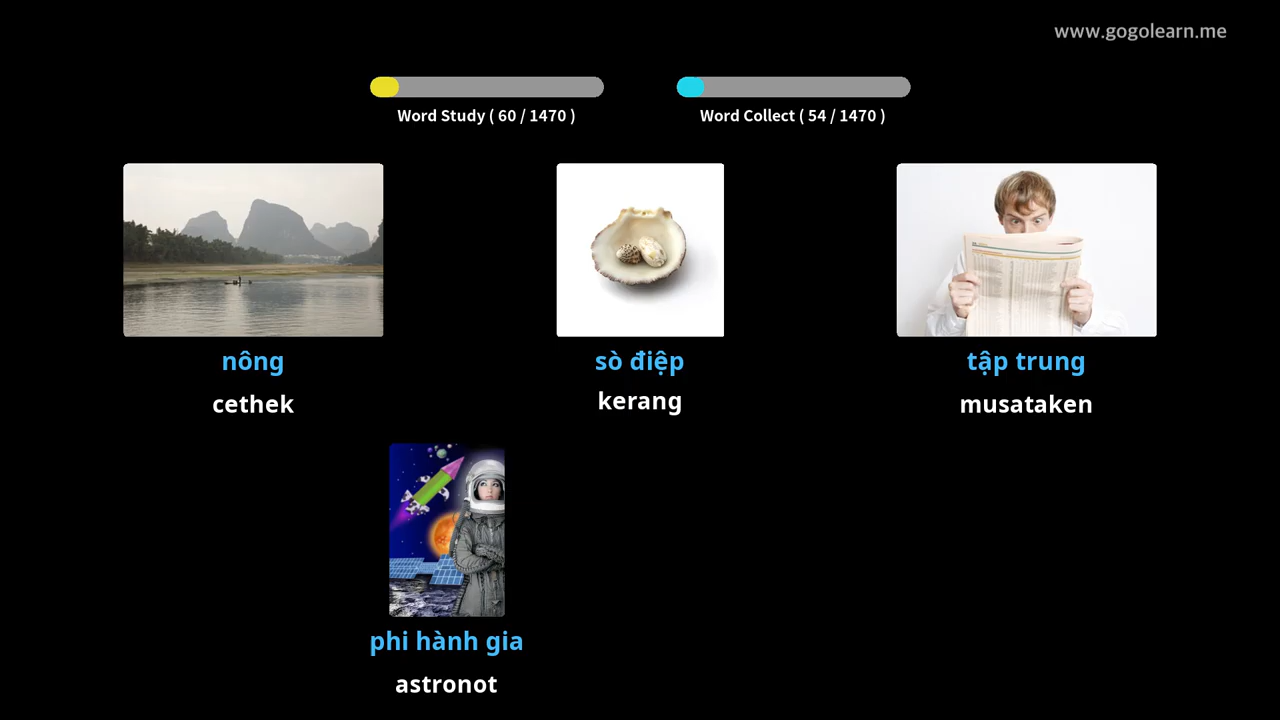 www.gogolearn.me
Word Study ( 60 / 1470 )
Word Collect ( 54 / 1470 )
nông
sò điệp
tập trung
cethek
kerang
musataken
phi hành gia
astronot